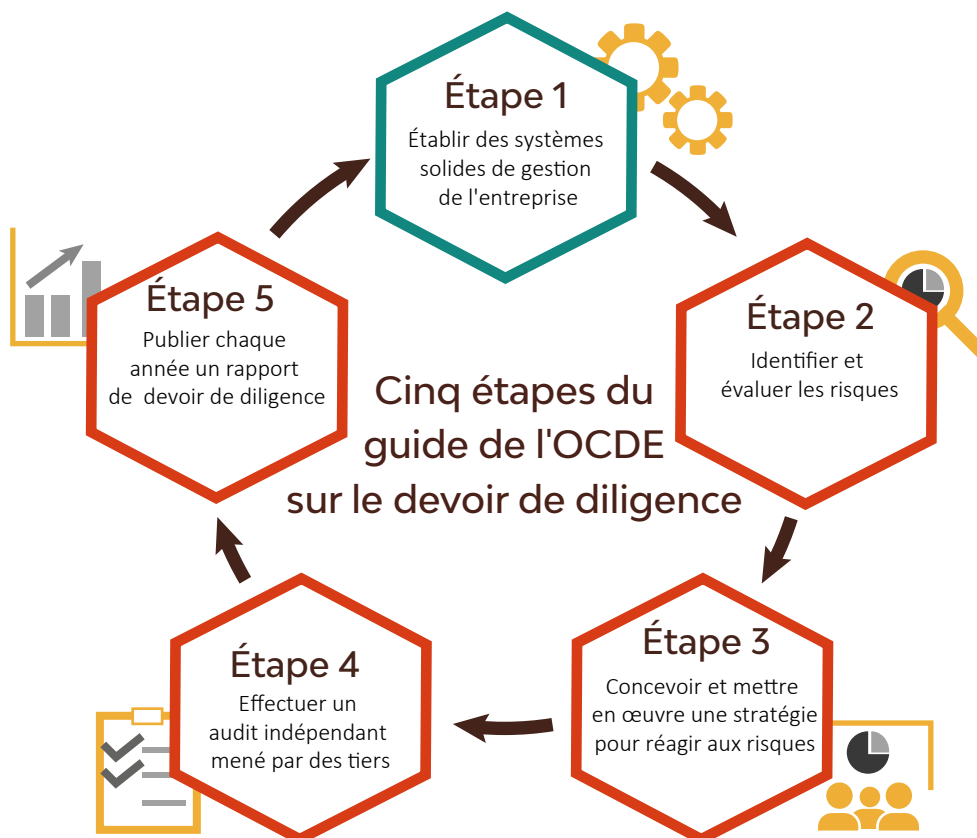 Étape 1
Établir des systèmes
solides de gestion
de l'entreprise
Étape 2
Identifier et
évaluer les risques
Étape 3
Concevoir et mettre
en œuvre une stratégie
pour réagir aux risques
Étape 4
Effectuer un
audit indépendant
mené par des tiers
Étape 5
Publier chaque
année un rapport
de devoir de diligence
Cinq étapes du
guide de l'OCDE
sur le devoir de diligence